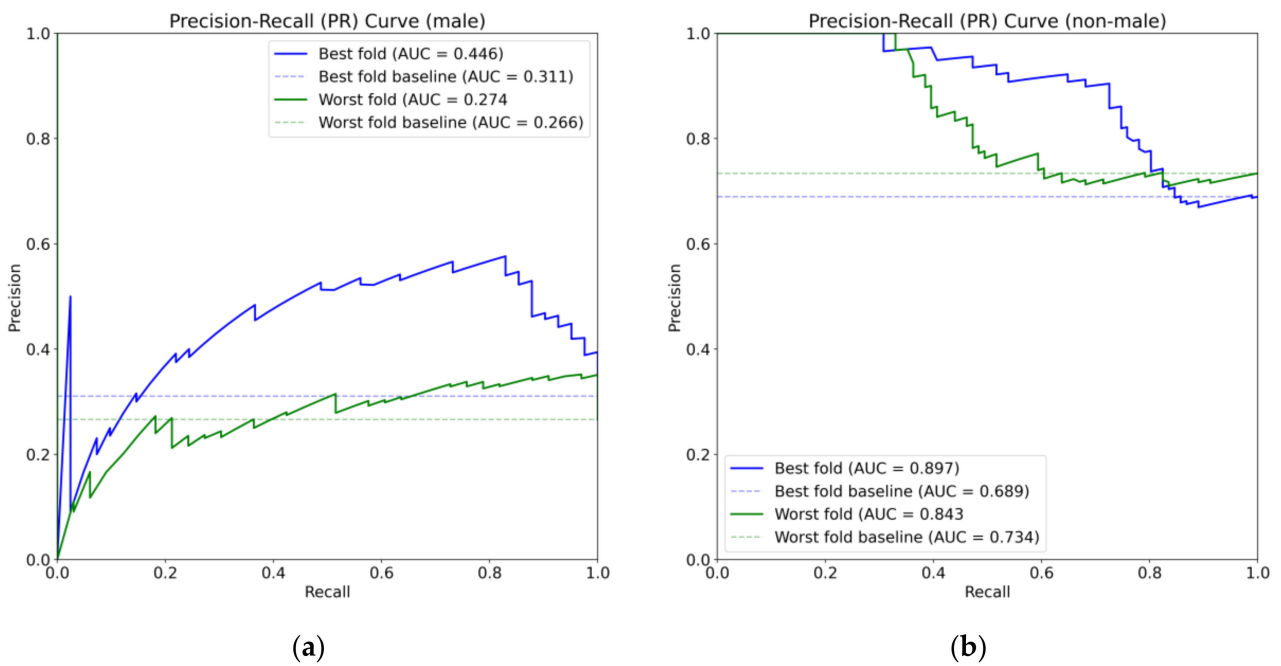 Precision-Recall (PR) Curve (male)
1.0
0.8
0.6
0.4
0.2
0.0
Precision
Best fold (AUC = 0.446)
Best fold baseline (AUC = 0.311)
Worst fold (AUC = 0.274
Worst fold baseline (AUC = 0.266)
0.0 0.2 0.4 0.6 0.8 1.0
Recall
(a)
Precision-Recall (PR) Curve (non-male)
1.0
0.8
0.6
0.4
0.2
0.0
Precision
Best fold (AUC = 0.897)
Best fold baseline (AUC = 0.689)
Worst fold (AUC = 0.843
Worst fold baseline (AUC = 0.734)
0.0 0.2 0.4 0.6 0.8 1.0
Recall
(b)